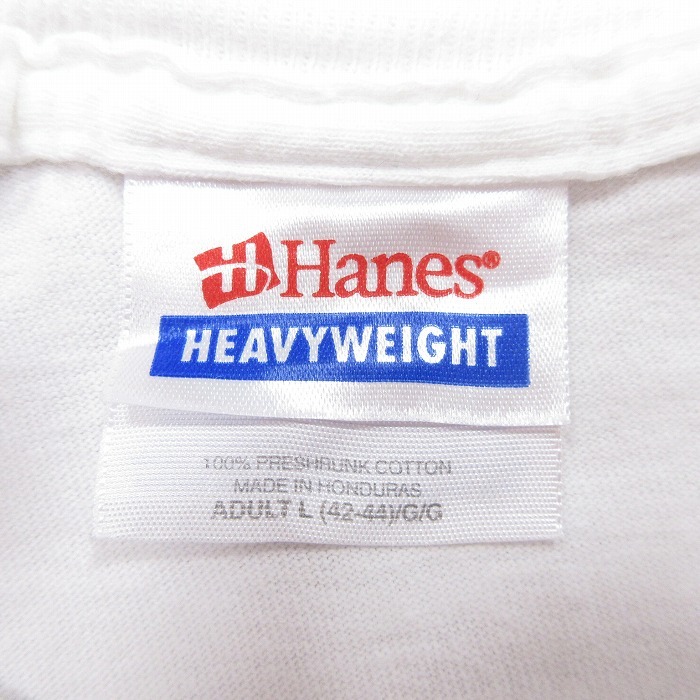 H Hanes®
HEAVYWEIGHT
100% PRESHRUNK COTTON
MADE IN HONDURAS
ADULT L (42-44)/G/G